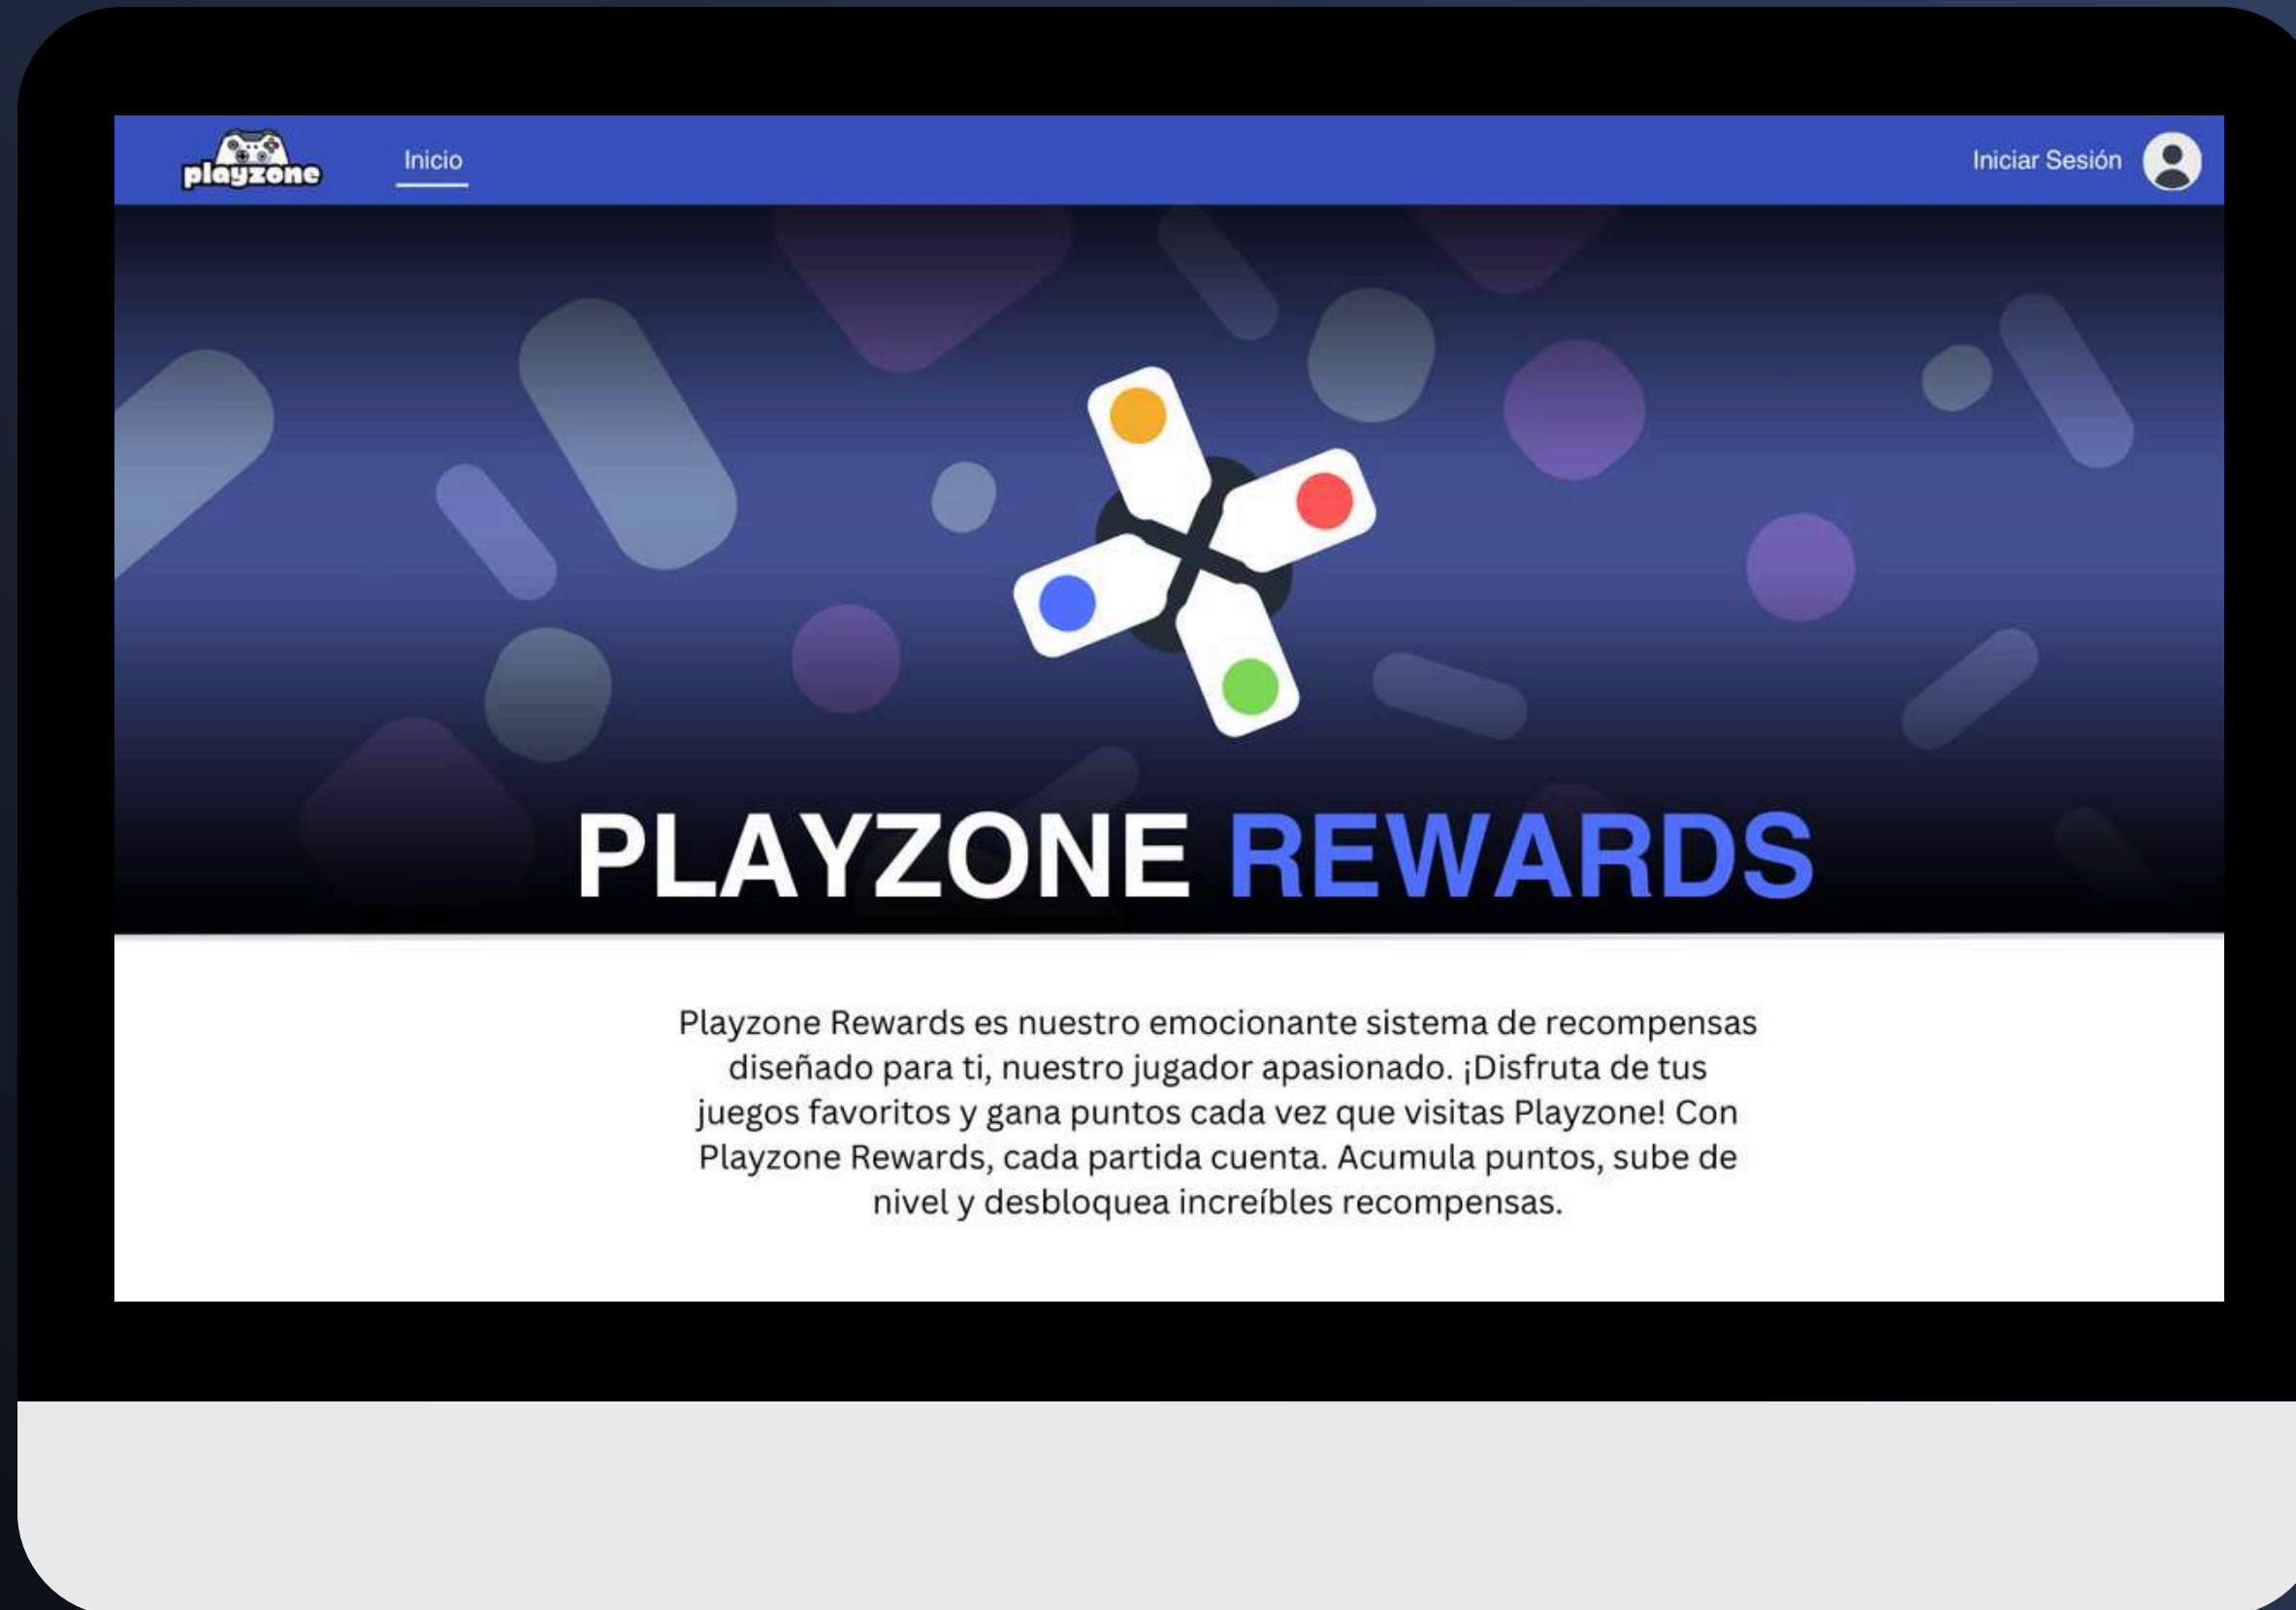 playzone
Inicio
Iniciar Sesión
PLAYZONE REWARDS
Playzone Rewards es nuestro emocionante sistema de recompensas
diseñado para ti, nuestro jugador apasionado. ¡Disfruta de tus
juegos favoritos y gana puntos cada vez que visitas Playzone! Con
Playzone Rewards, cada partida cuenta. Acumula puntos, sube de
nivel y desbloquea increíbles recompensas.